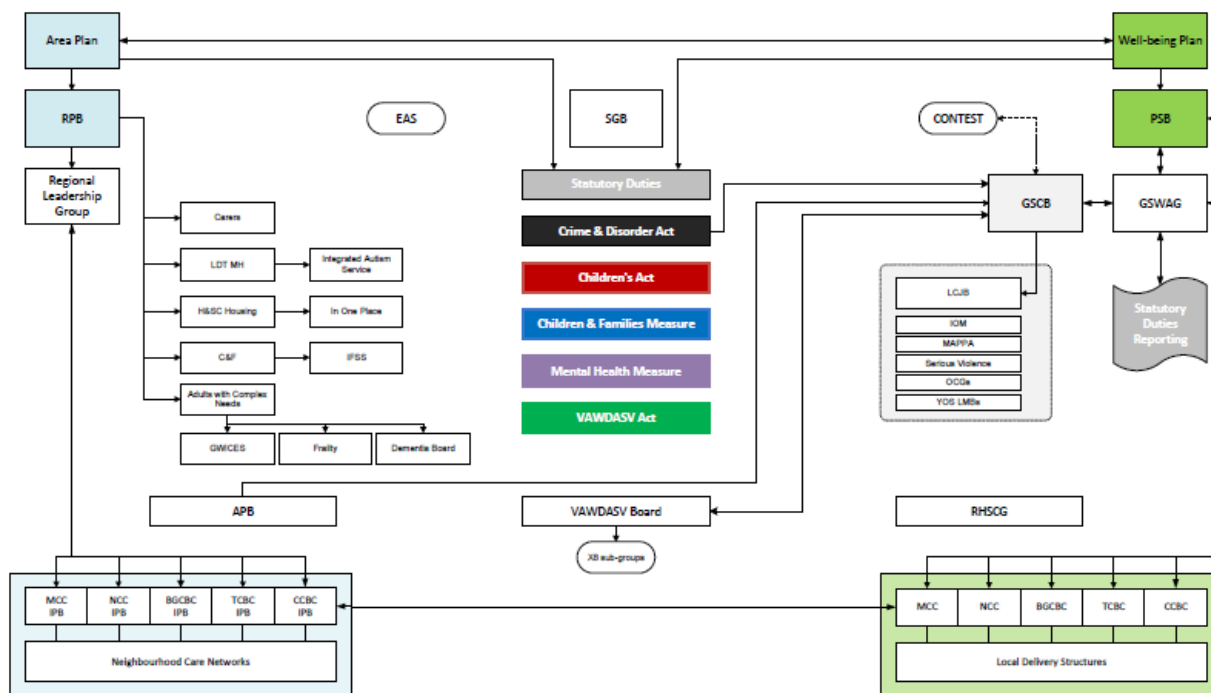 Area Plan
Well-being Plan
RPB
EAS
SGB
CONTEST
PSB
Regional
Leadership
Group
Statutory Duties
GSCB
GSWAG
Carers
Crime & Disorder Act
LDT MH
Integrated Autism
Service
Children's Act
LCJB
H&SC Housing
In One Place
Children & Families Measure
IOM
MAPPA
Serious Violence
OCGs
YOS LMBs
Statutory
Duties
Reporting
C&F
IFSS
Mental Health Measure
Adults with Complex
Needs
VAWDASV Act
GWICES
Frailty
Dementia Board
APB
VAWDASV Board
RHSCG
X8 sub-groups
MCC
IPB
NCC
IPB
BGCBC
IPB
TCBC
IPB
CCBC
IPB
MCC
NCC
BGCBC
TCBC
CCBC
Neighbourhood Care Networks
Local Delivery Structures